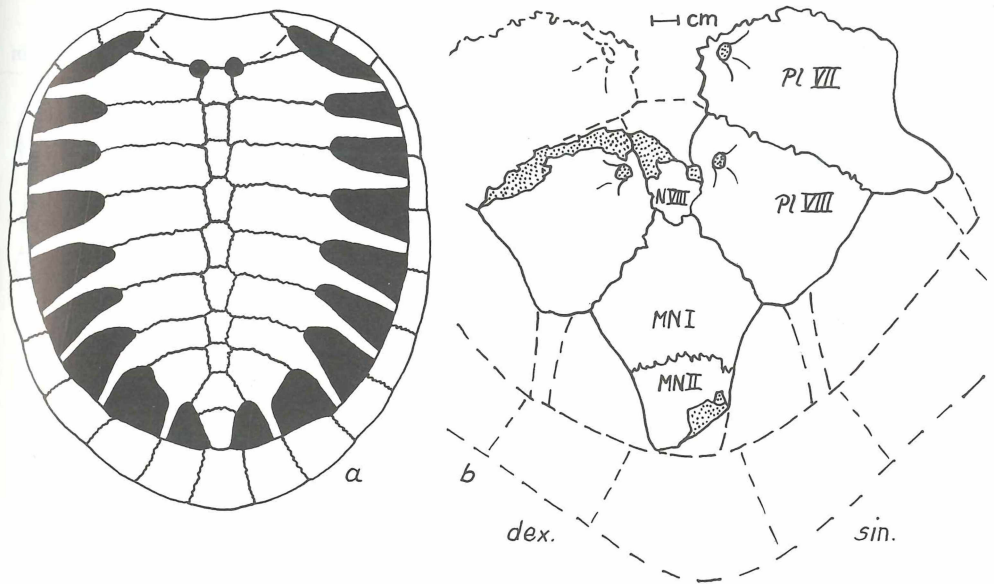 cm
Pl VII
N VIII
Pl VIII
MN I
MN II
a
b
dex.
sin.